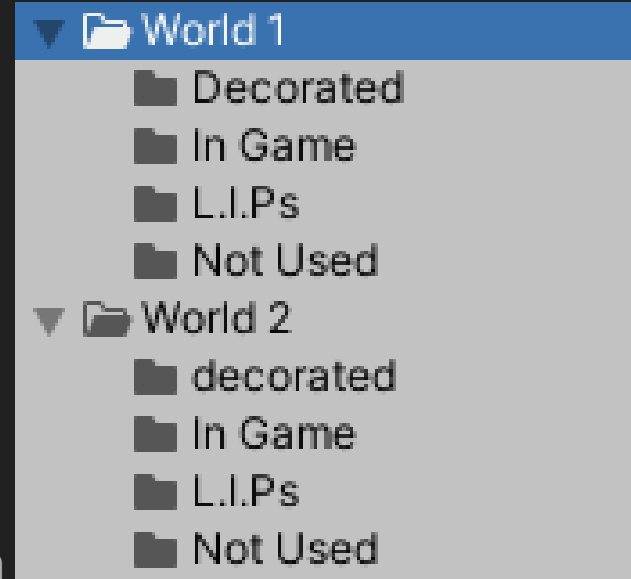 World 1
Decorated
In Game
L.I.Ps
Not Used
World 2
decorated
In Game
L.I.Ps
Not Used